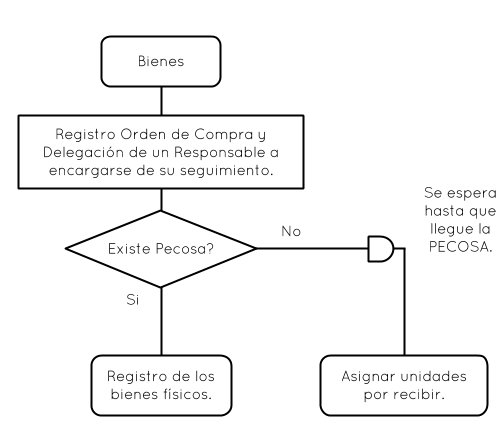 Bienes
Registro Orden de Compra y
Delegación de un Responsable a
encargarse de su seguimiento.
Se espera
hasta que
llegue la
PECOSA.
No
Existe Pecosa?
Si
Registro de los
bienes físicos.
Asignar unidades
por recibir.